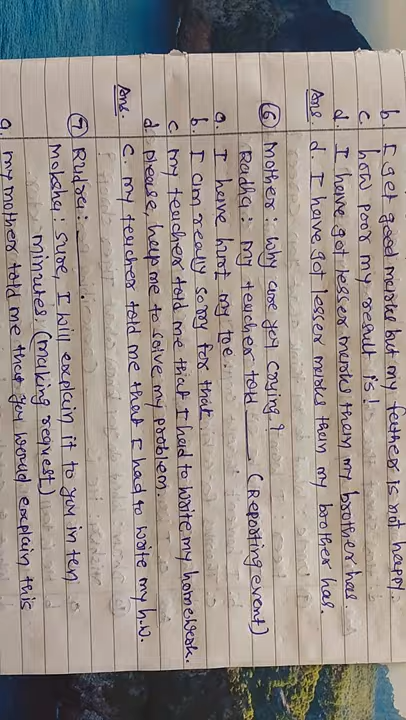 b. I get good marks but my father is not happy.
c. how poor my result is!
d. I have got lesser marks than my brother has.
Ans. d. I have got lesser marks than my brother has.
⑥ Mother: Why are you crying?
Radha: my teacher told ______. (Reporting event)
a. I have hurt my toe.
b. I am really sorry for that.
c. my teacher told me that I had to write my homework.
d. please, help me to solve my problem.
Ans. c. my teacher told me that I had to write my h.w.
⑦ Rudra: ______.
Moksha: sure, I will explain it to you in ten
minutes. (making request)
a. my mother told me that you would explain this